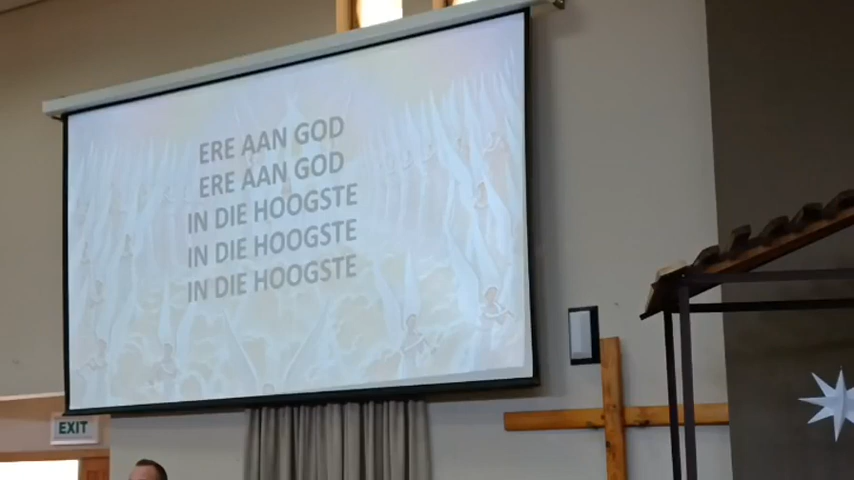 ERE AAN GOD
ERE AAN GOD
IN DIE HOOGSTE
IN DIE HOOGSTE
IN DIE HOOGSTE
EXIT